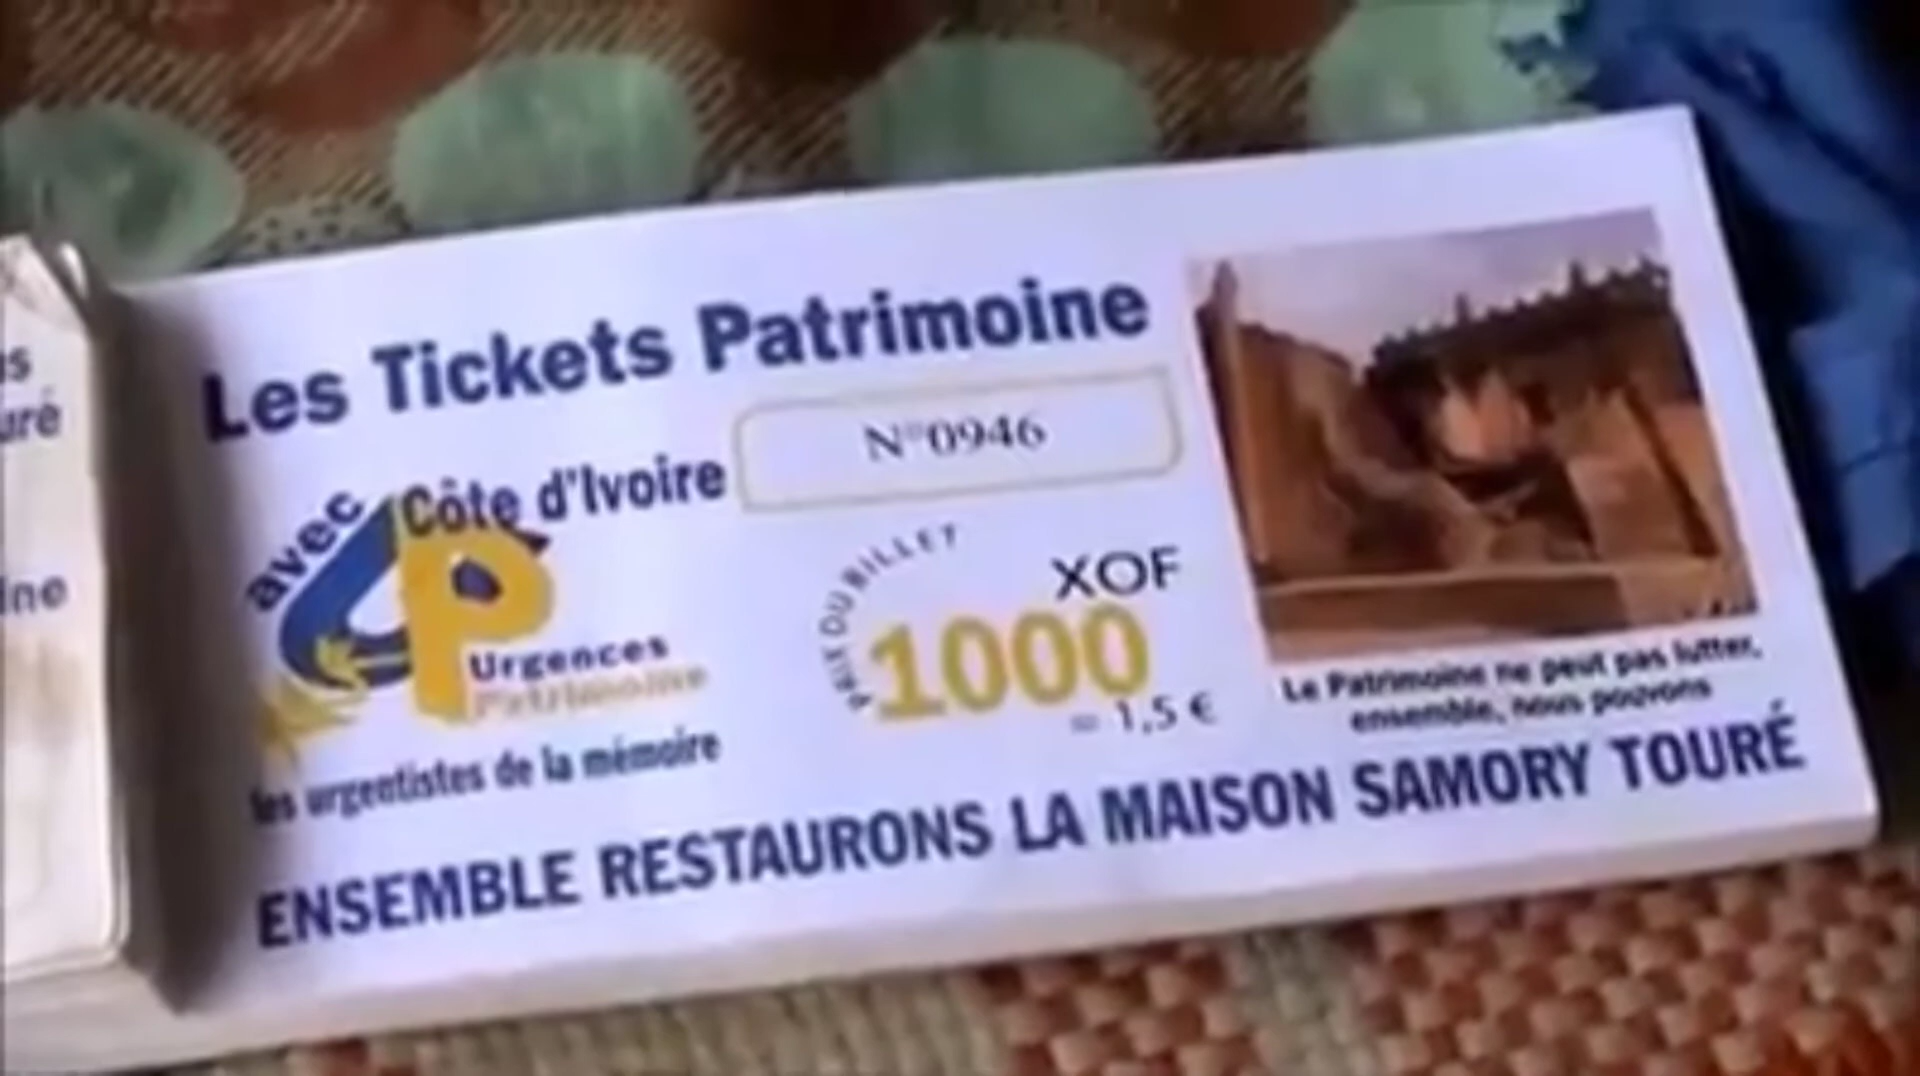 Les Tickets Patrimoine
N°0946
avec Côte d'Ivoire
UP
Urgences
Patrimoine
les urgentistes de la mémoire
PRIX DU BILLET
XOF
1000
= 1,5 €
Le Patrimoine ne peut pas lutter,
ensemble, nous pouvons
ENSEMBLE RESTAURONS LA MAISON SAMORY TOURÉ